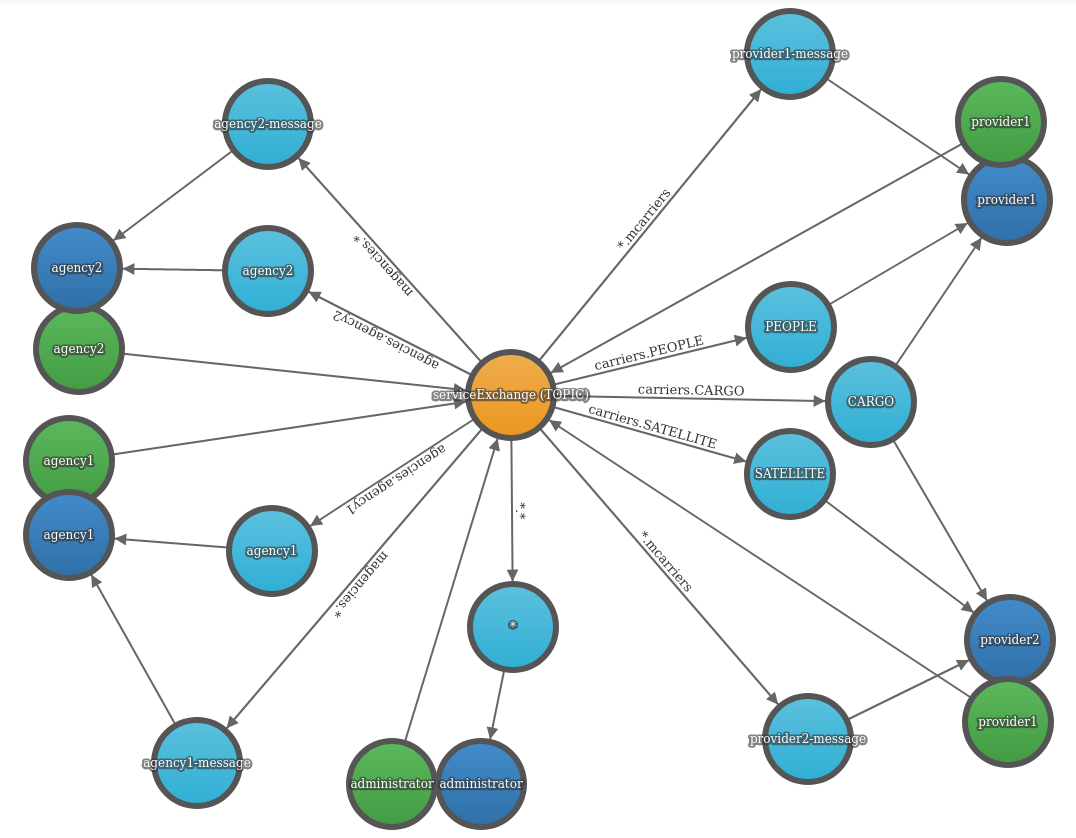 provider1-message
agency2-message
provider1
provider1
*.mcarriers
magencies.*
agency2
agency2
agencies.agency2
PEOPLE
agency2
carriers.PEOPLE
serviceExchange (TOPIC)
carriers.CARGO
CARGO
carriers.SATELLITE
agency1
agencies.agency1
SATELLITE
*.*
agency1
agency1
*.mcarriers
magencies.*
*
provider2
provider1
provider2-message
agency1-message
administrator
administrator